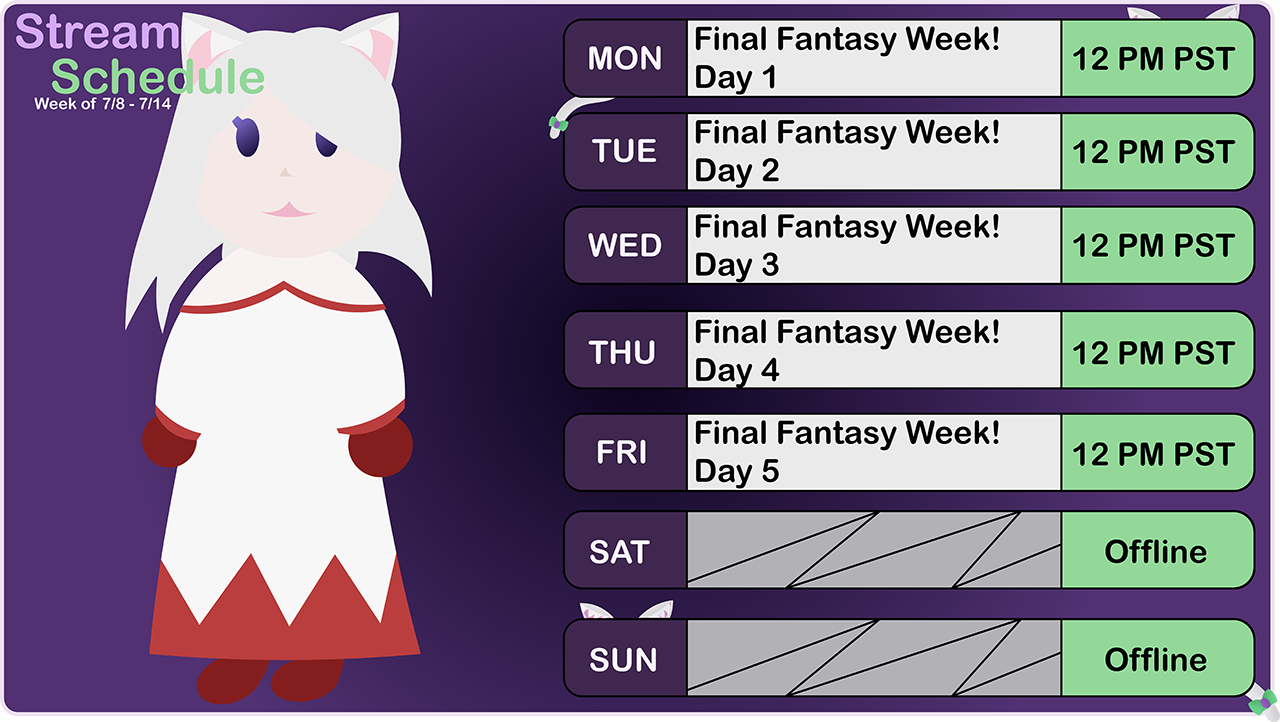 Stream
Schedule
Week of 7/8 - 7/14
MON
Final Fantasy Week!
Day 1
12 PM PST
TUE
Final Fantasy Week!
Day 2
12 PM PST
WED
Final Fantasy Week!
Day 3
12 PM PST
THU
Final Fantasy Week!
Day 4
12 PM PST
FRI
Final Fantasy Week!
Day 5
12 PM PST
SAT
Offline
SUN
Offline